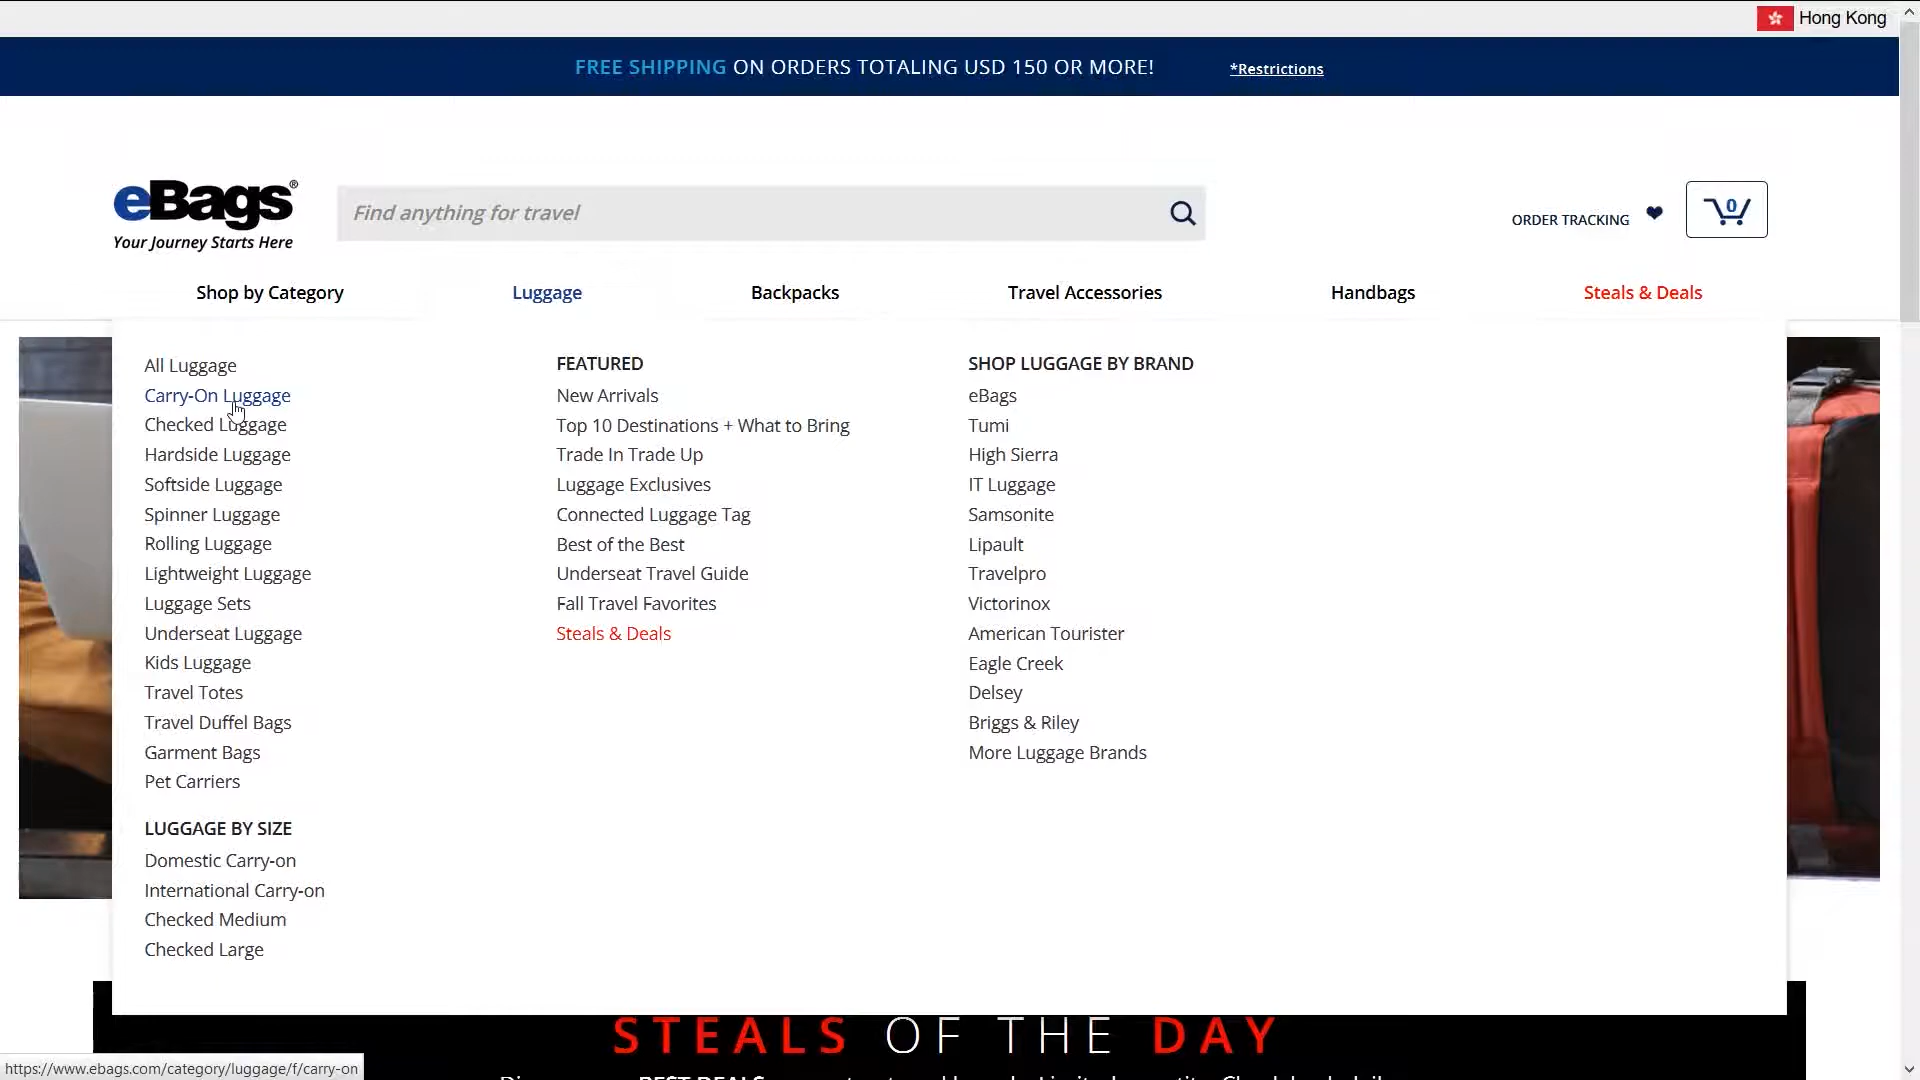 Hong Kong
FREE SHIPPING ON ORDERS TOTALING USD 150 OR MORE! *Restrictions
eBags®
Your Journey Starts Here
Find anything for travel
ORDER TRACKING
0
Shop by Category
Luggage
Backpacks
Travel Accessories
Handbags
Steals & Deals
All Luggage
Carry-On Luggage
Checked Luggage
Hardside Luggage
Softside Luggage
Spinner Luggage
Rolling Luggage
Lightweight Luggage
Luggage Sets
Underseat Luggage
Kids Luggage
Travel Totes
Travel Duffel Bags
Garment Bags
Pet Carriers
LUGGAGE BY SIZE
Domestic Carry-on
International Carry-on
Checked Medium
Checked Large
FEATURED
New Arrivals
Top 10 Destinations + What to Bring
Trade In Trade Up
Luggage Exclusives
Connected Luggage Tag
Best of the Best
Underseat Travel Guide
Fall Travel Favorites
Steals & Deals
SHOP LUGGAGE BY BRAND
eBags
Tumi
High Sierra
IT Luggage
Samsonite
Lipault
Travelpro
Victorinox
American Tourister
Eagle Creek
Delsey
Briggs & Riley
More Luggage Brands
STEALS OF THE DAY
BEST DEALS
https://www.ebags.com/category/luggage/f/carry-on